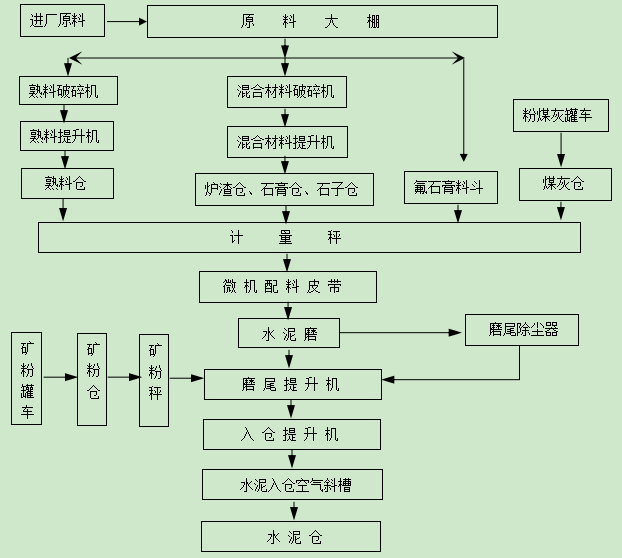 进厂原料
原料大棚
熟料破碎机
混合材料破碎机
粉煤灰罐车
熟料提升机
混合材料提升机
熟料仓
炉渣仓、石膏仓、石子仓
氟石膏料斗
煤灰仓
计量秤
微机配料皮带
水泥磨
磨尾除尘器
矿粉罐车
矿粉仓
矿粉秤
磨尾提升机
入仓提升机
水泥入仓空气斜槽
水泥仓